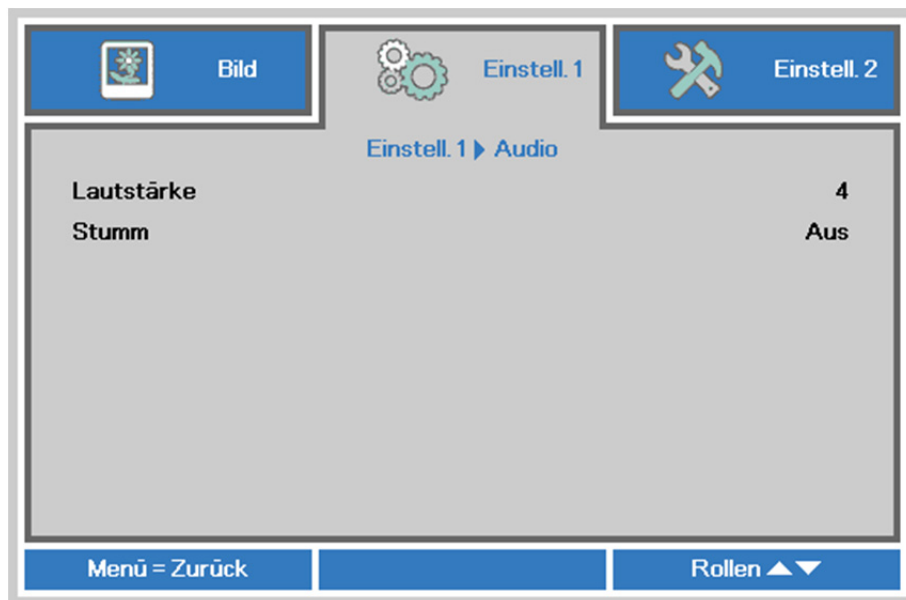 Bild
Einstell. 1
Einstell. 2
Einstell. 1 ▶ Audio
Lautstärke 4
Stumm Aus
Menü = Zurück
Rollen ▲▼